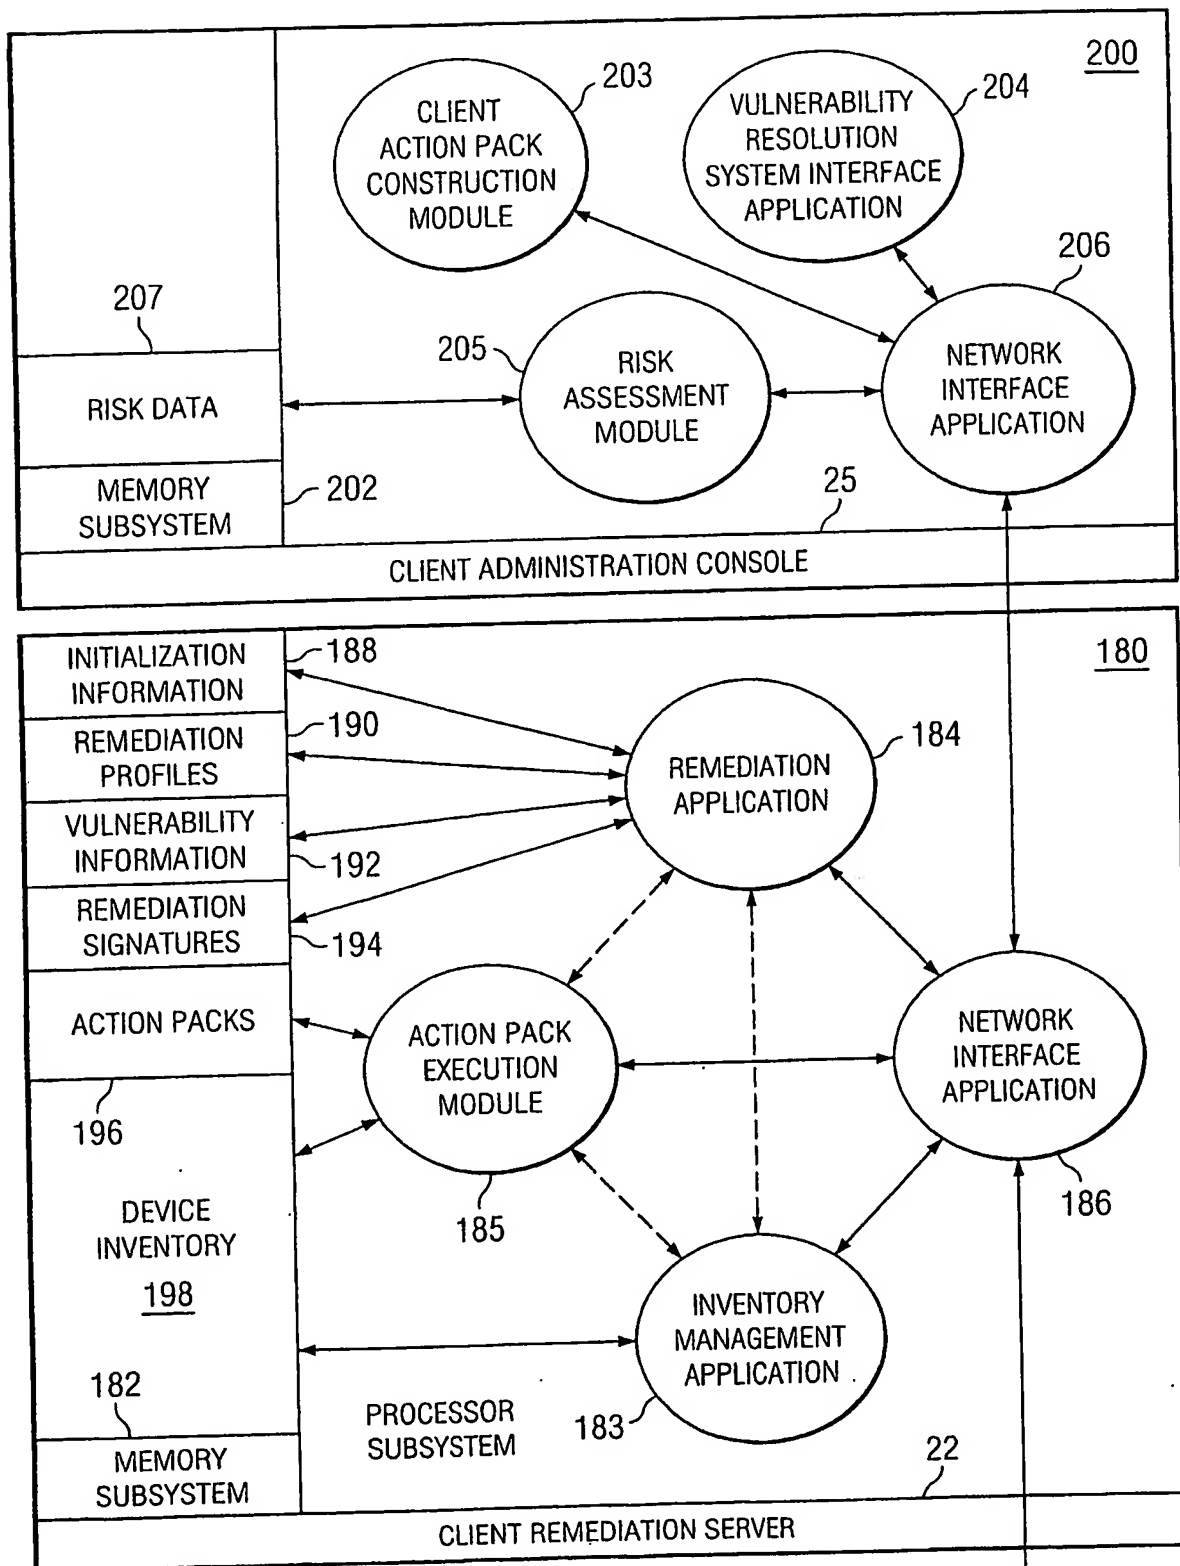 200
203
CLIENT
ACTION PACK
CONSTRUCTION
MODULE
204
VULNERABILITY
RESOLUTION
SYSTEM INTERFACE
APPLICATION
206
207
205
RISK
ASSESSMENT
MODULE
NETWORK
INTERFACE
APPLICATION
RISK DATA
MEMORY
SUBSYSTEM
202
25
CLIENT ADMINISTRATION CONSOLE
INITIALIZATION
INFORMATION
188
180
REMEDIATION
PROFILES
190
184
REMEDIATION
APPLICATION
VULNERABILITY
INFORMATION
192
REMEDIATION
SIGNATURES
194
ACTION PACKS
ACTION PACK
EXECUTION
MODULE
NETWORK
INTERFACE
APPLICATION
196
185
186
DEVICE
INVENTORY
198
INVENTORY
MANAGEMENT
APPLICATION
182
183
PROCESSOR
SUBSYSTEM
22
MEMORY
SUBSYSTEM
CLIENT REMEDIATION SERVER